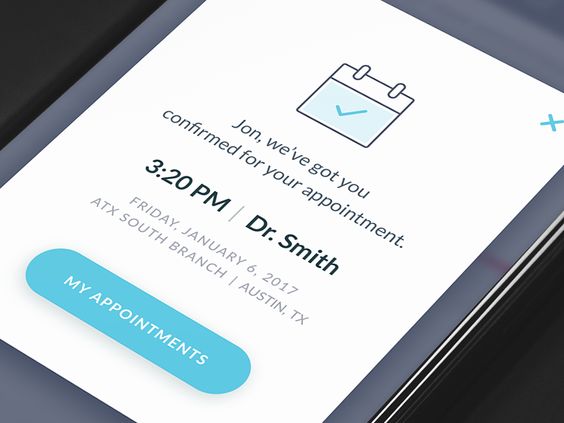 Jon, we've got you
confirmed for your appointment.
3:20 PM | Dr. Smith
FRIDAY, JANUARY 6, 2017
ATX SOUTH BRANCH | AUSTIN, TX
MY APPOINTMENTS